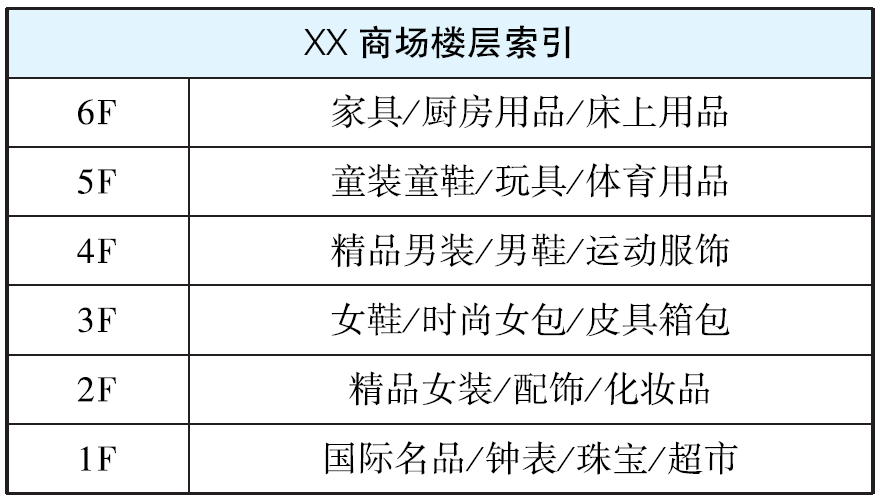 XX 商场楼层索引
6F 家具/厨房用品/床上用品
5F 童装童鞋/玩具/体育用品
4F 精品男装/男鞋/运动服饰
3F 女鞋/时尚女包/皮具箱包
2F 精品女装/配饰/化妆品
1F 国际名品/钟表/珠宝/超市